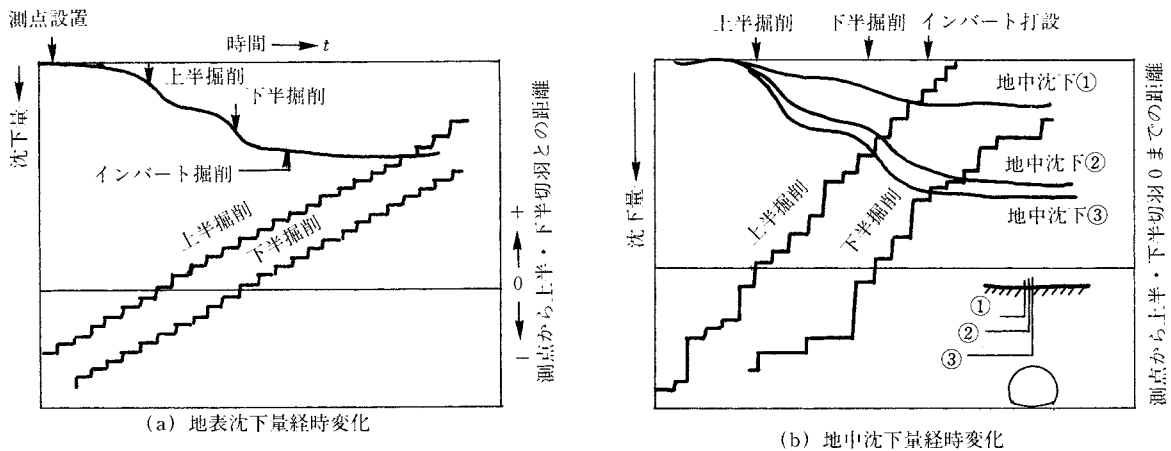 測点設置
時間 → t
沈下量
上半掘削
下半掘削
インバート掘削
上半掘削
下半掘削
測点から上半・下半切羽との距離
− ← 0 → +
(a) 地表沈下量経時変化
上半掘削 下半掘削 インバート打設
沈下量
地中沈下①
地中沈下②
地中沈下③
上半掘削
下半掘削
①
②
③
測点から上半・下半切羽0までの距離
(b) 地中沈下量経時変化